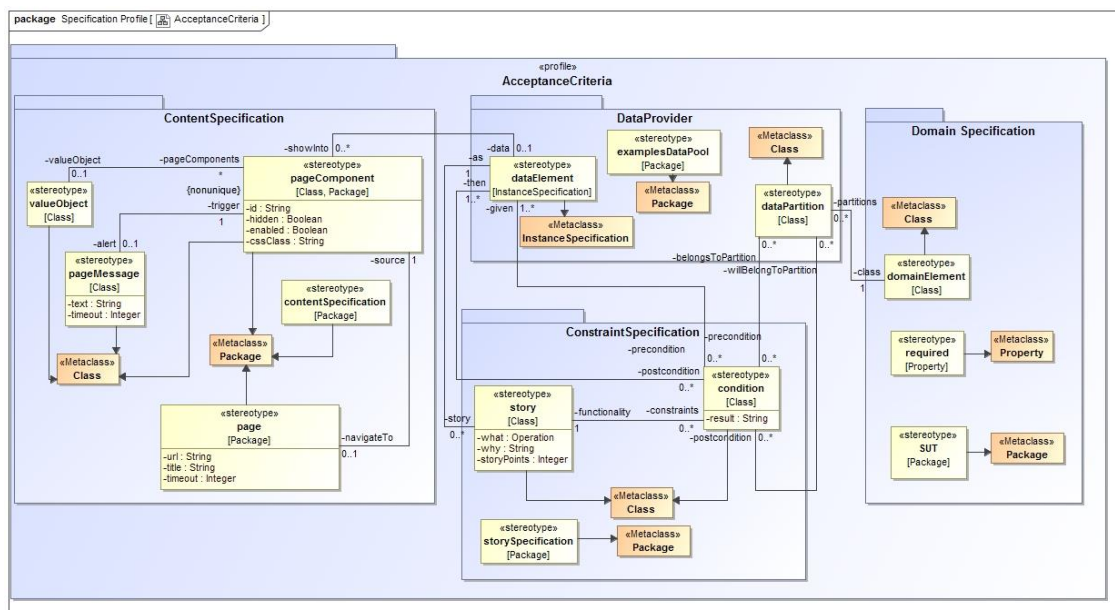 package Specification Profile [ AcceptanceCriteria ]
«profile»
AcceptanceCriteria
ContentSpecification
-valueObject
0..1
-pageComponents
*
{nonunique}
-showInto
0..*
«stereotype»
valueObject
[Class]
«stereotype»
pageComponent
[Class, Package]
-id : String
-hidden : Boolean
-enabled : Boolean
-cssClass : String
-trigger
1
-alert
0..1
«stereotype»
pageMessage
[Class]
-text : String
-timeout : Integer
-source
1
«stereotype»
contentSpecification
[Package]
«Metaclass»
Class
«Metaclass»
Package
«stereotype»
page
[Package]
-url : String
-title : String
-timeout : Integer
-navigateTo
0..1
DataProvider
-data
0..1
-as
1
-then
1..*
-given
1..*
«stereotype»
dataElement
[InstanceSpecification]
«Metaclass»
InstanceSpecification
«stereotype»
examplesDataPool
[Package]
«Metaclass»
Package
«Metaclass»
Class
«stereotype»
dataPartition
[Class]
-partitions
0..*
0..*
0..*
-belongsToPartition
-willBelongToPartition
Domain Specification
«Metaclass»
Class
-class
1
«stereotype»
domainElement
[Class]
«stereotype»
required
[Property]
«Metaclass»
Property
«stereotype»
SUT
[Package]
«Metaclass»
Package
ConstraintSpecification
-precondition
-precondition
0..*
0..*
-postcondition
0..*
«stereotype»
condition
[Class]
-result : String
«stereotype»
story
[Class]
-what : Operation
-why : String
-storyPoints : Integer
-story
0..*
-functionality
1
-constraints
0..*
-postcondition
0..*
«Metaclass»
Class
«stereotype»
storySpecification
[Package]
«Metaclass»
Package